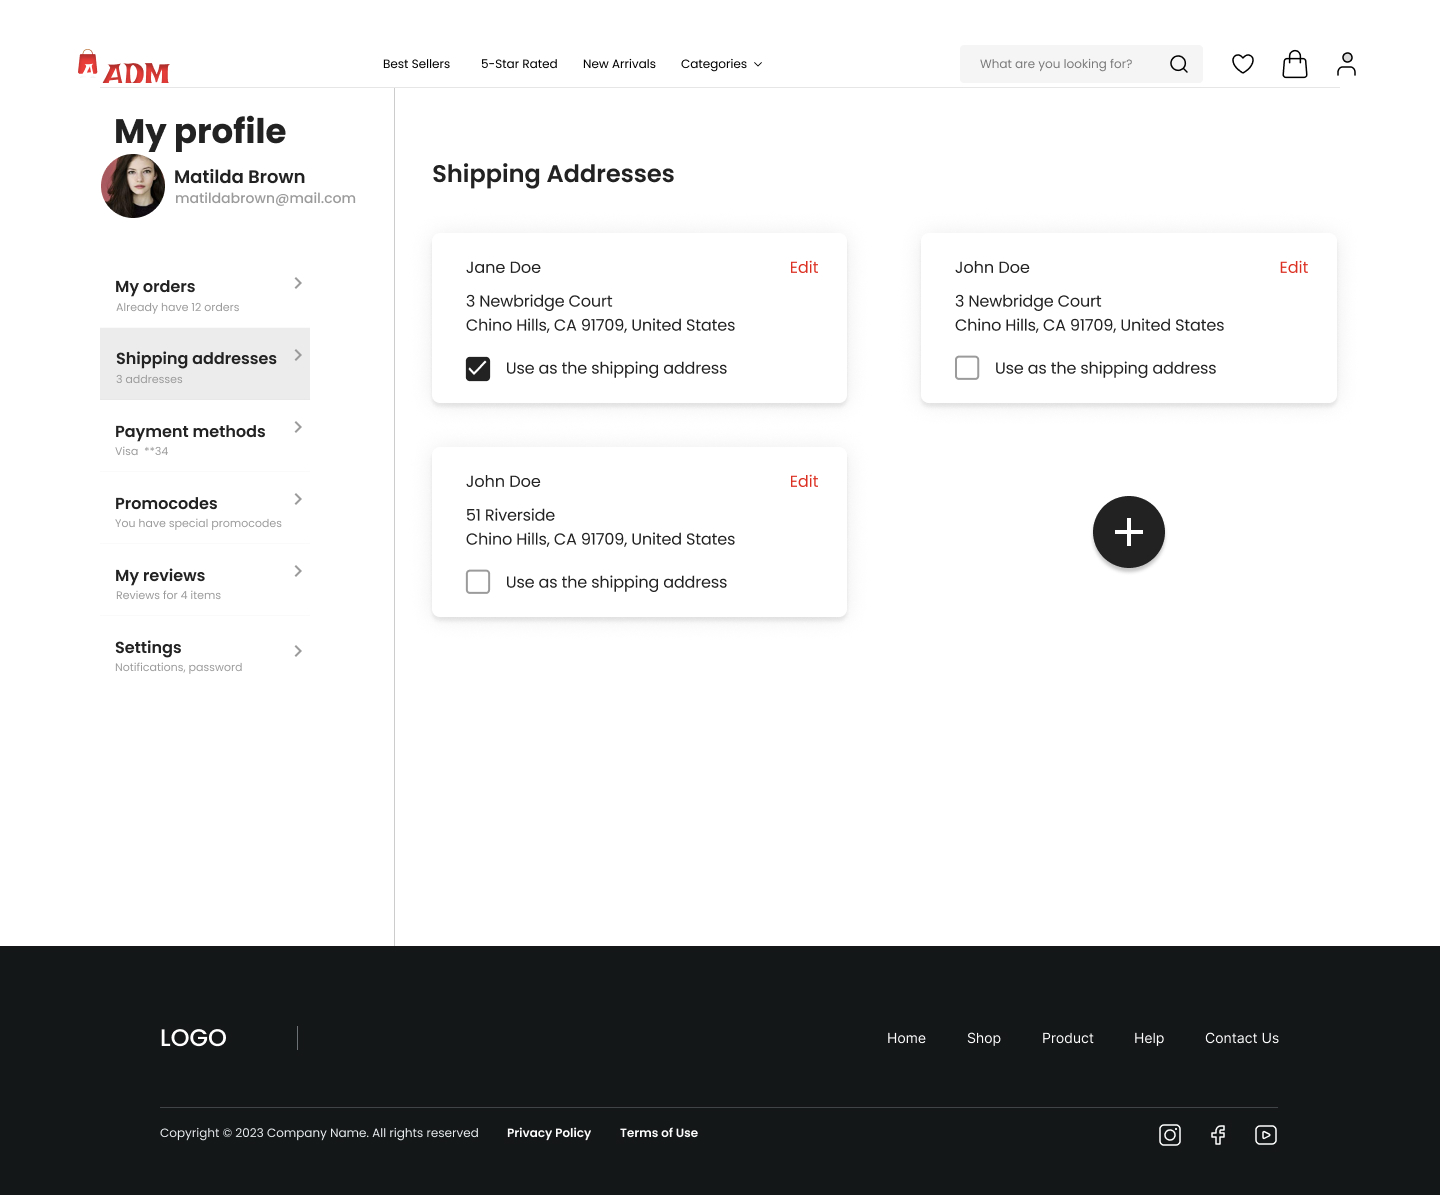 ADM
Best Sellers
5-Star Rated
New Arrivals
Categories
What are you looking for?
My profile
Matilda Brown
matildabrown@mail.com
My orders
Already have 12 orders
Shipping addresses
3 addresses
Payment methods
Visa **34
Promocodes
You have special promocodes
My reviews
Reviews for 4 items
Settings
Notifications, password
Shipping Addresses
Jane Doe
Edit
3 Newbridge Court
Chino Hills, CA 91709, United States
Use as the shipping address
John Doe
Edit
3 Newbridge Court
Chino Hills, CA 91709, United States
Use as the shipping address
John Doe
Edit
51 Riverside
Chino Hills, CA 91709, United States
Use as the shipping address
LOGO
Home
Shop
Product
Help
Contact Us
Copyright © 2023 Company Name. All rights reserved
Privacy Policy
Terms of Use